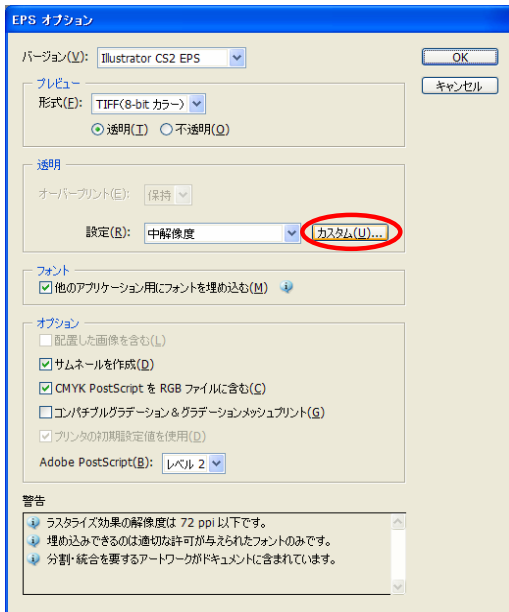 EPS オプション
バージョン(V): Illustrator CS2 EPS
OK
キャンセル
プレビュー
形式(F): TIFF(8-bit カラー)
透明(T) 不透明(O)
透明
オーバープリント(E): 保持
設定(R): 中解像度 カスタム(U)...
フォント
他のアプリケーション用にフォントを埋め込む(M)
オプション
配置した画像を含む(L)
サムネールを作成(D)
CMYK PostScript を RGB ファイルに含む(C)
コンパチブルグラデーション&グラデーションメッシュプリント(G)
プリンタの初期設定値を使用(D)
Adobe PostScript(B): レベル 2
警告
ラスタライズ効果の解像度は 72 ppi 以下です。
埋め込みできるのは適切な許可が与えられたフォントのみです。
分割・統合を要するアートワークがドキュメントに含まれています。